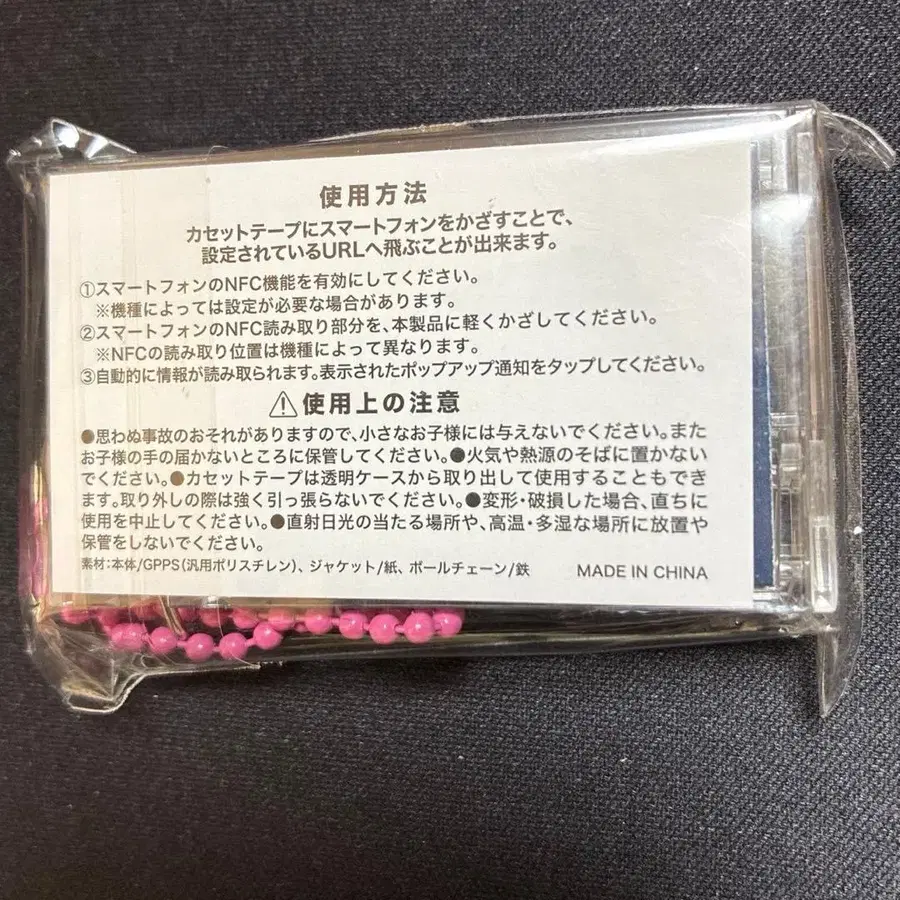 使用方法
カセットテープにスマートフォンをかざすことで、
設定されているURLへ飛ぶことが出来ます。
①スマートフォンのNFC機能を有効にしてください。
※機種によっては設定が必要な場合があります。
②スマートフォンのNFC読み取り部分を、本製品に軽くかざしてください。
※NFCの読み取り位置は機種によって異なります。
③自動的に情報が読み取られます。表示されたポップアップ通知をタップしてください。
⚠使用上の注意
●思わぬ事故のおそれがありますので、小さなお子様には与えないでください。また
お子様の手の届かないところに保管してください。●火気や熱源のそばに置かない
でください。●カセットテープは透明ケースから取り出して使用することもでき
ます。取り外しの際は強く引っ張らないでください。●変形・破損した場合、直ちに
使用を中止してください。●直射日光の当たる場所や、高温・多湿な場所に放置や
保管をしないでください。
素材:本体/GPPS(汎用ポリスチレン)、ジャケット/紙、ボールチェーン/鉄 MADE IN CHINA